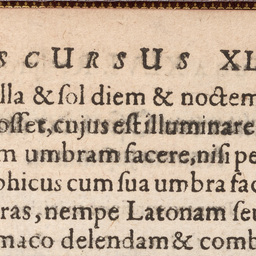 SCURSUS XL
lla & ſol diem & noctem
oſſet, cujus eſt illuminare
m umbram facere, niſi pe
phicus cum ſua umbra fac
ras, nempe Latonam ſeu
maco delendam & comb